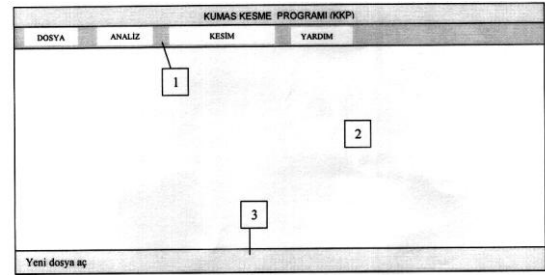 KUMAS KESME PROGRAMI (KKP)
DOSYA ANALİZ KESİM YARDIM
1
2
3
Yeni dosya aç